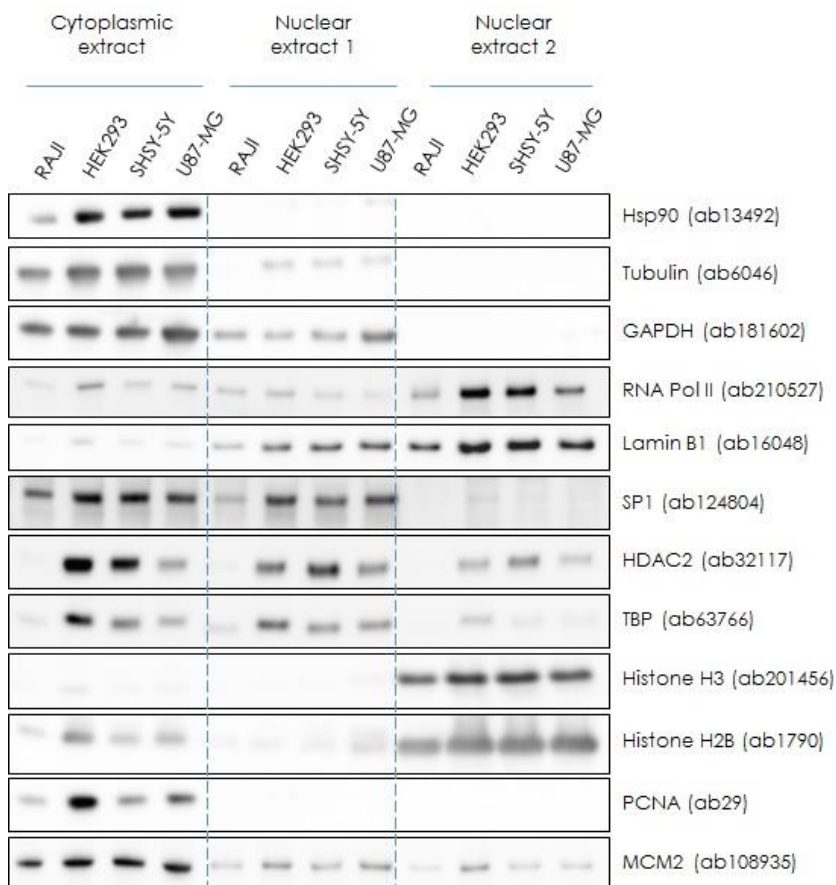 Cytoplasmic
extract
Nuclear
extract 1
Nuclear
extract 2
RAJI
HEK293
SHSY-5Y
U87-MG
RAJI
HEK293
SHSY-5Y
U87-MG
RAJI
HEK293
SHSY-5Y
U87-MG
Hsp90 (ab13492)
Tubulin (ab6046)
GAPDH (ab181602)
RNA Pol II (ab210527)
Lamin B1 (ab16048)
SP1 (ab124804)
HDAC2 (ab32117)
TBP (ab63766)
Histone H3 (ab201456)
Histone H2B (ab1790)
PCNA (ab29)
MCM2 (ab108935)